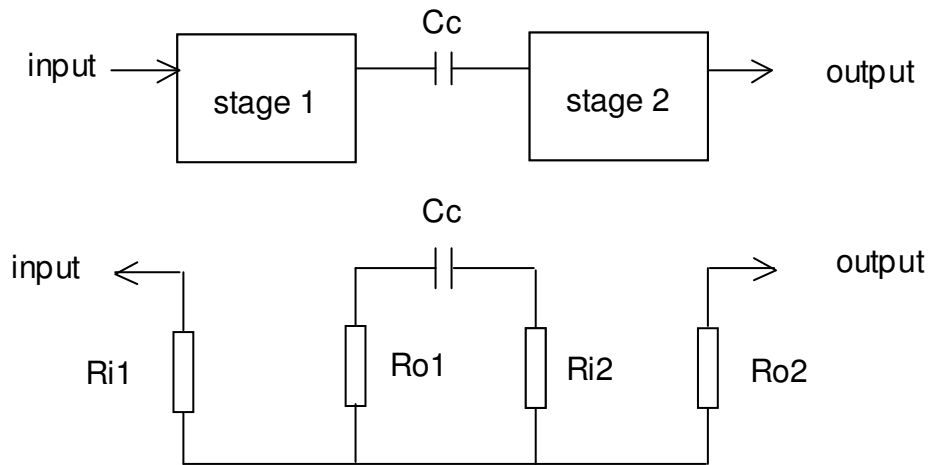 Cc
input
stage 1
stage 2
output
Cc
input
output
Ri1
Ro1
Ri2
Ro2